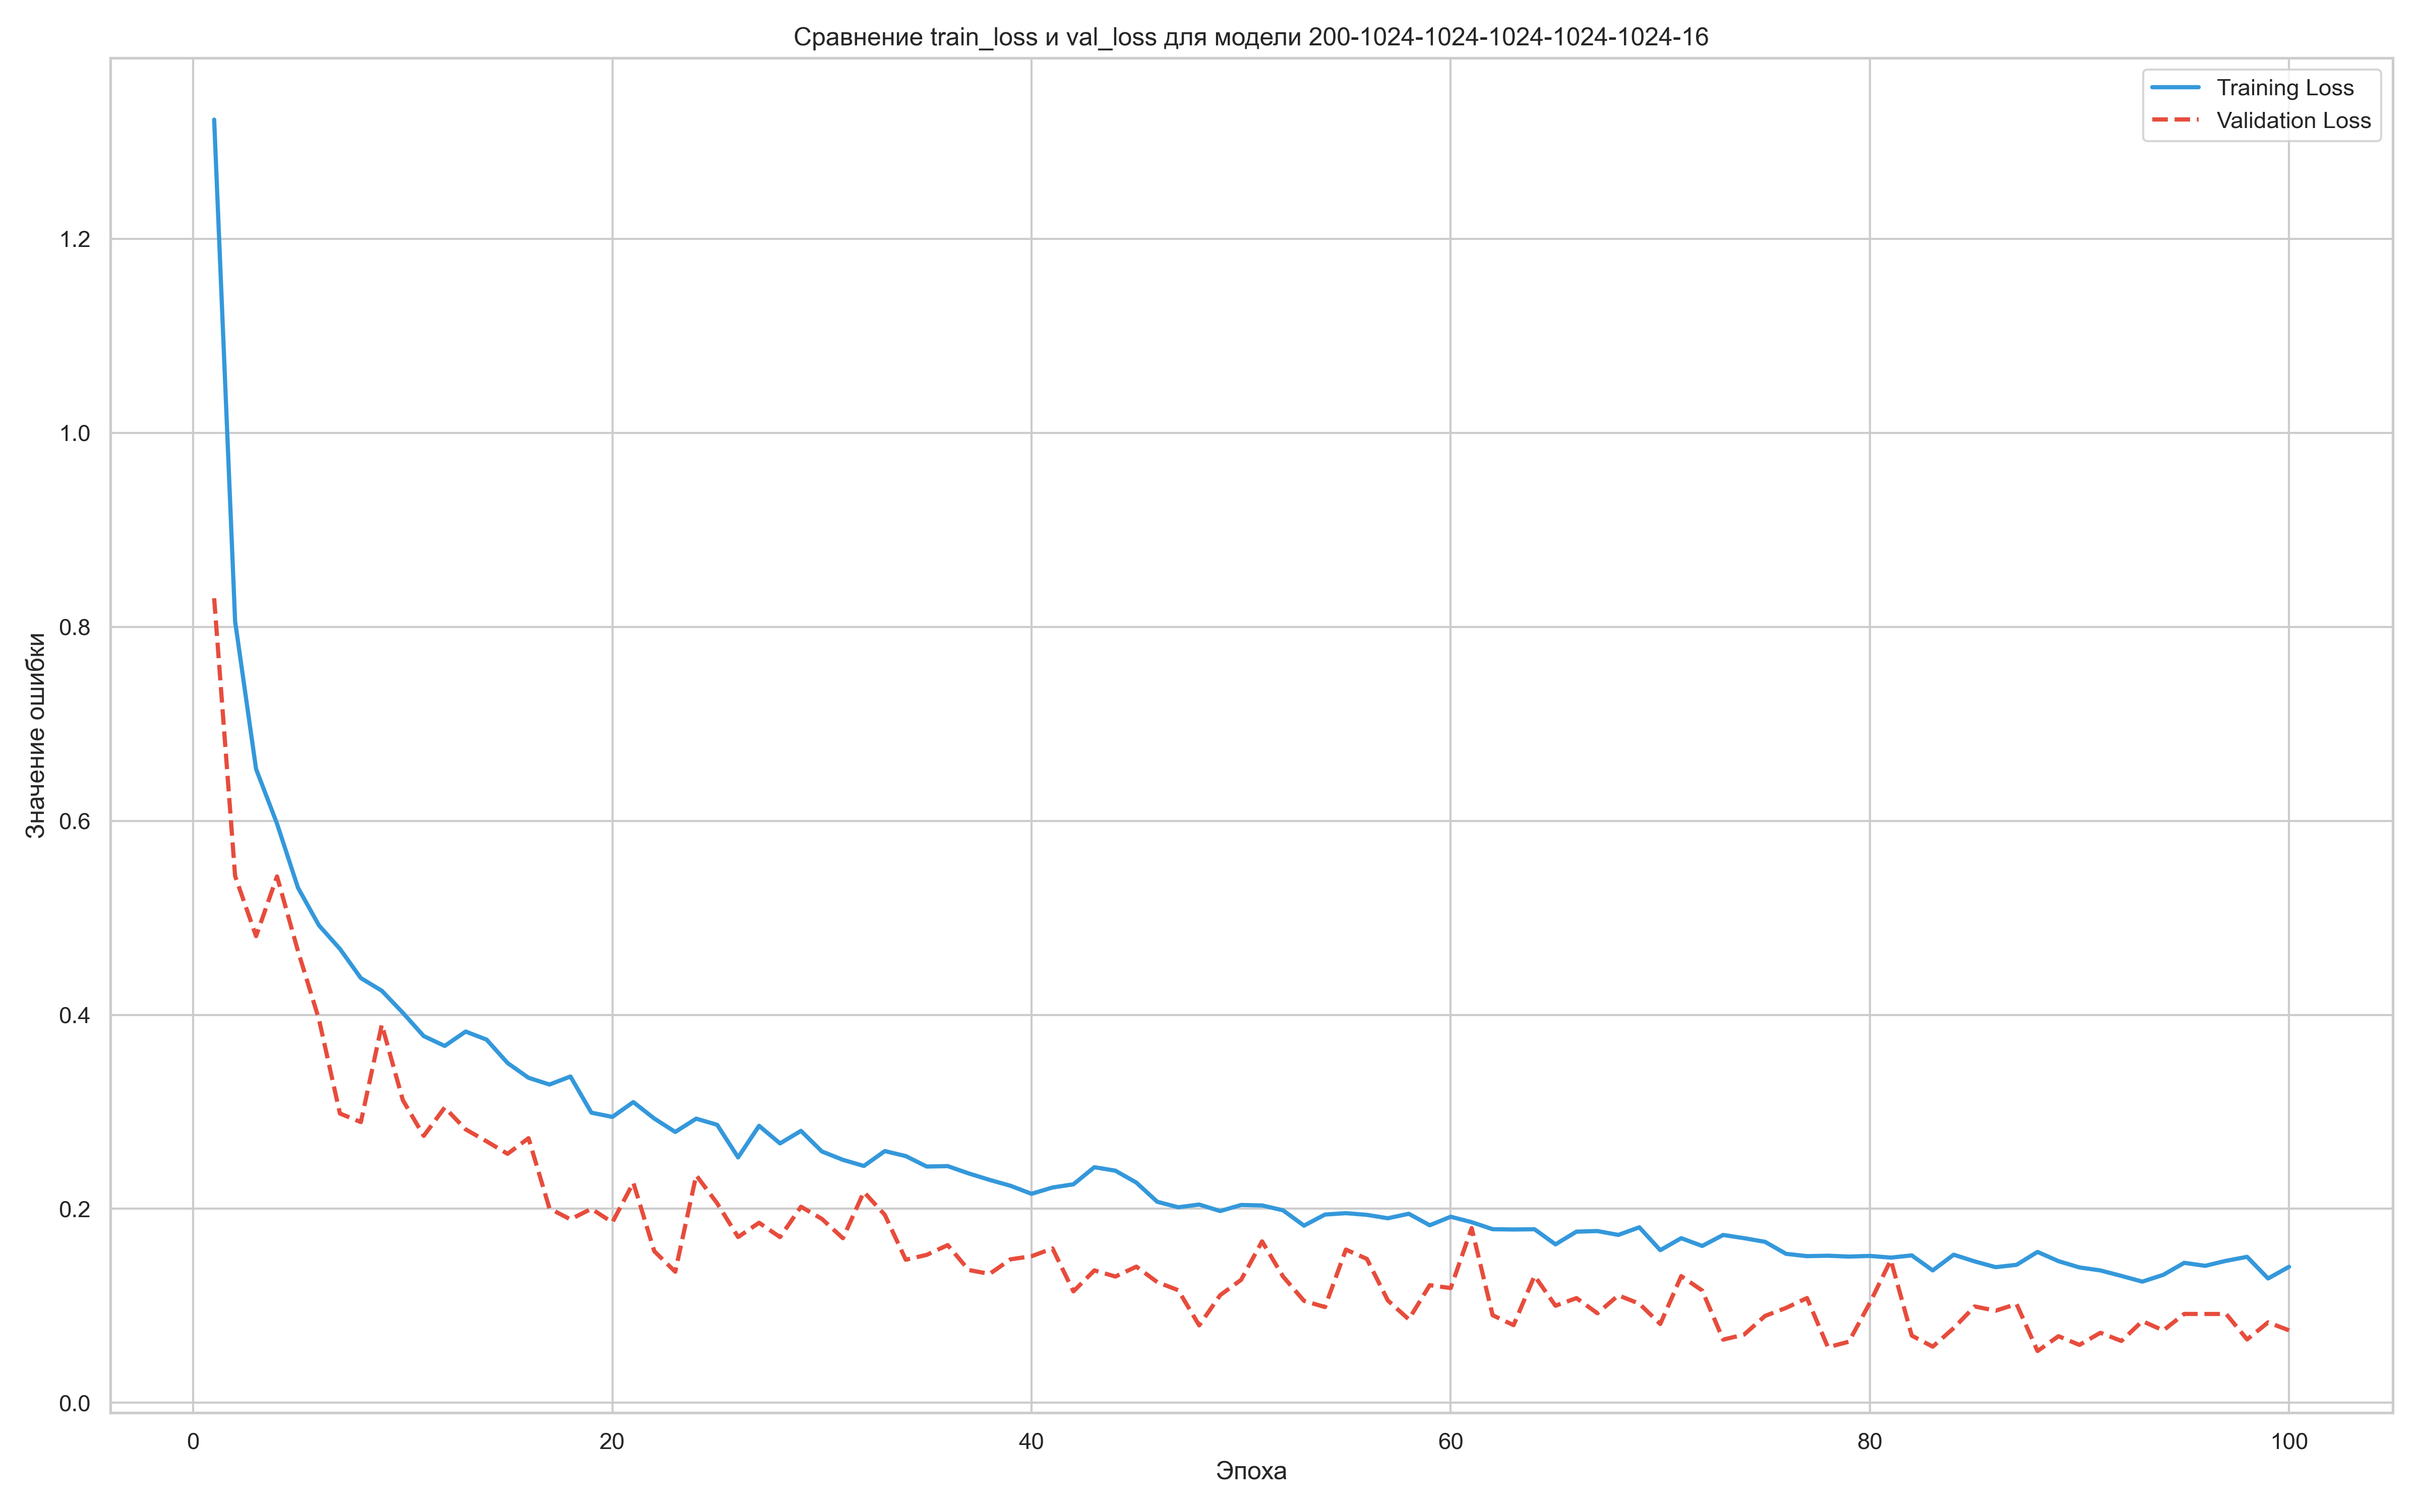 Сравнение train_loss и val_loss для модели 200-1024-1024-1024-1024-1024-16
Training Loss
Validation Loss
Значение ошибки
1.2
1.0
0.8
0.6
0.4
0.2
0.0
0 20 40 60 80 100
Эпоха